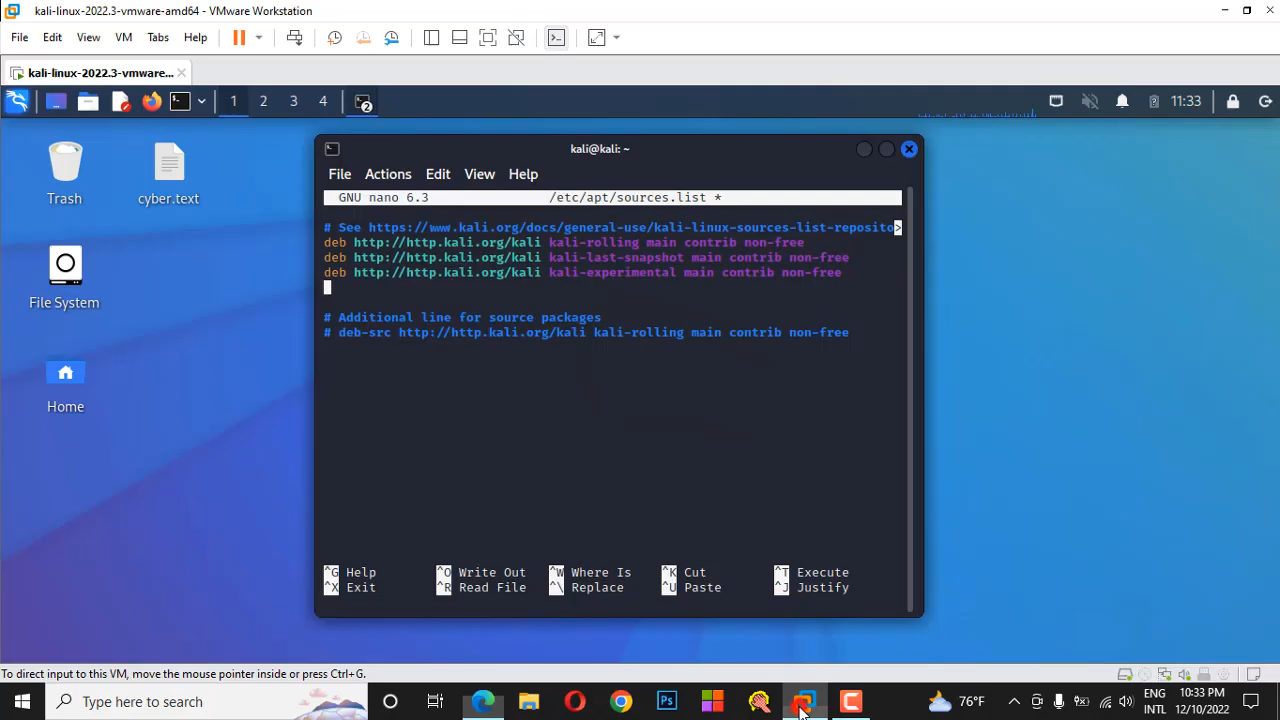 kali-linux-2022.3-vmware-amd64 - VMware Workstation
File Edit View VM Tabs Help
kali-linux-2022.3-vmware...
1 2 3 4 2 11:33
Trash
cyber.text
File System
Home
kali@kali: ~
File Actions Edit View Help
GNU nano 6.3 /etc/apt/sources.list *
# See https://www.kali.org/docs/general-use/kali-linux-sources-list-reposito>
deb http://http.kali.org/kali kali-rolling main contrib non-free
deb http://http.kali.org/kali kali-last-snapshot main contrib non-free
deb http://http.kali.org/kali kali-experimental main contrib non-free
# Additional line for source packages
# deb-src http://http.kali.org/kali kali-rolling main contrib non-free
^G Help ^O Write Out ^W Where Is ^K Cut ^T Execute
^X Exit ^R Read File ^\ Replace ^U Paste ^J Justify
To direct input to this VM, move the mouse pointer inside or press Ctrl+G.
Type here to search
Ps
76°F
ENG
INTL
10:33 PM
12/10/2022